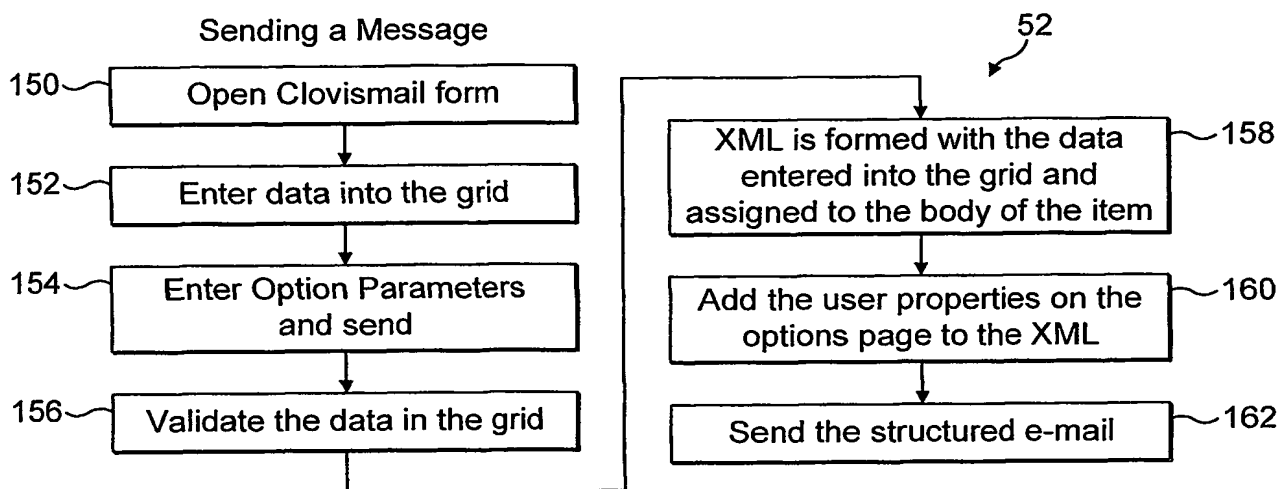 Sending a Message
150
Open Clovismail form
152
Enter data into the grid
154
Enter Option Parameters
and send
156
Validate the data in the grid
52
XML is formed with the data
entered into the grid and
assigned to the body of the item
158
Add the user properties on the
options page to the XML
160
Send the structured e-mail
162